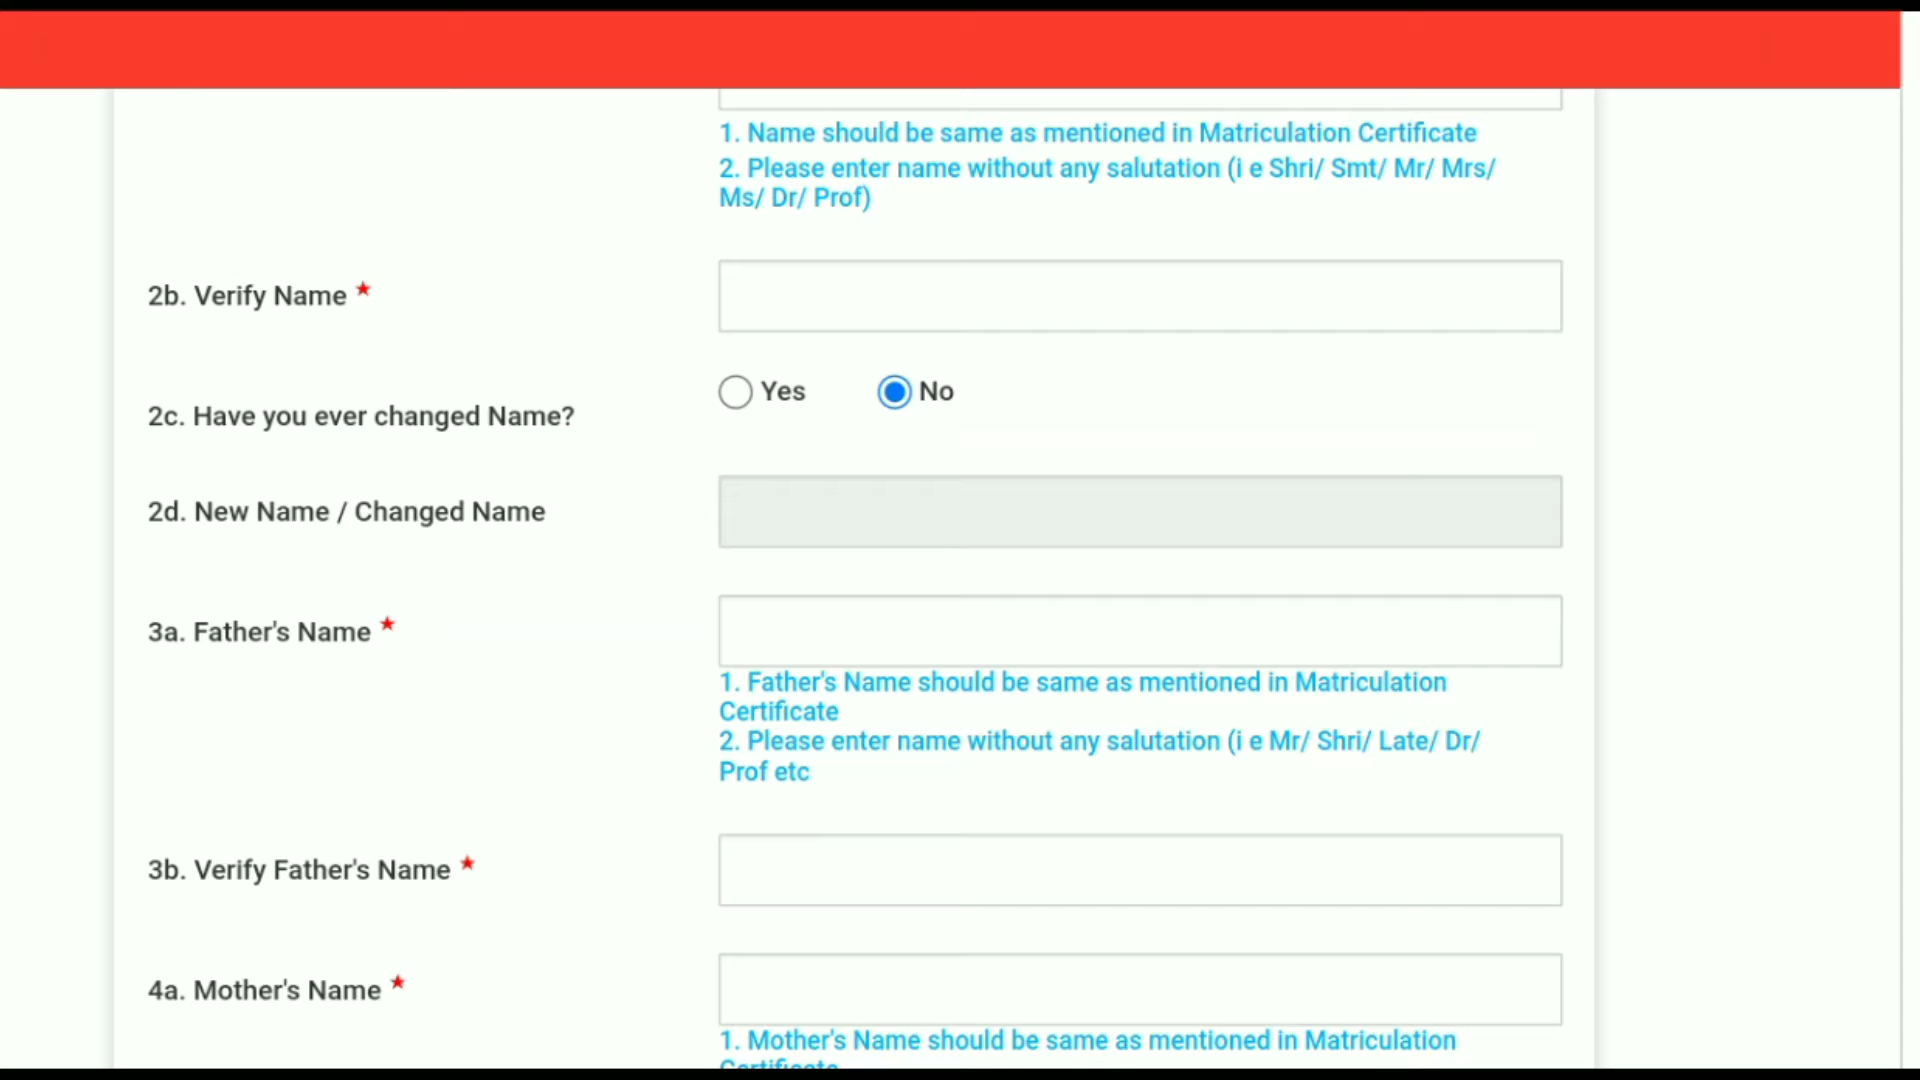 1. Name should be same as mentioned in Matriculation Certificate
2. Please enter name without any salutation (i e Shri/ Smt/ Mr/ Mrs/
Ms/ Dr/ Prof)
2b. Verify Name *
Yes No
2c. Have you ever changed Name?
2d. New Name / Changed Name
3a. Father's Name *
1. Father's Name should be same as mentioned in Matriculation
Certificate
2. Please enter name without any salutation (i e Mr/ Shri/ Late/ Dr/
Prof etc
3b. Verify Father's Name *
4a. Mother's Name *
1. Mother's Name should be same as mentioned in Matriculation
Certificate